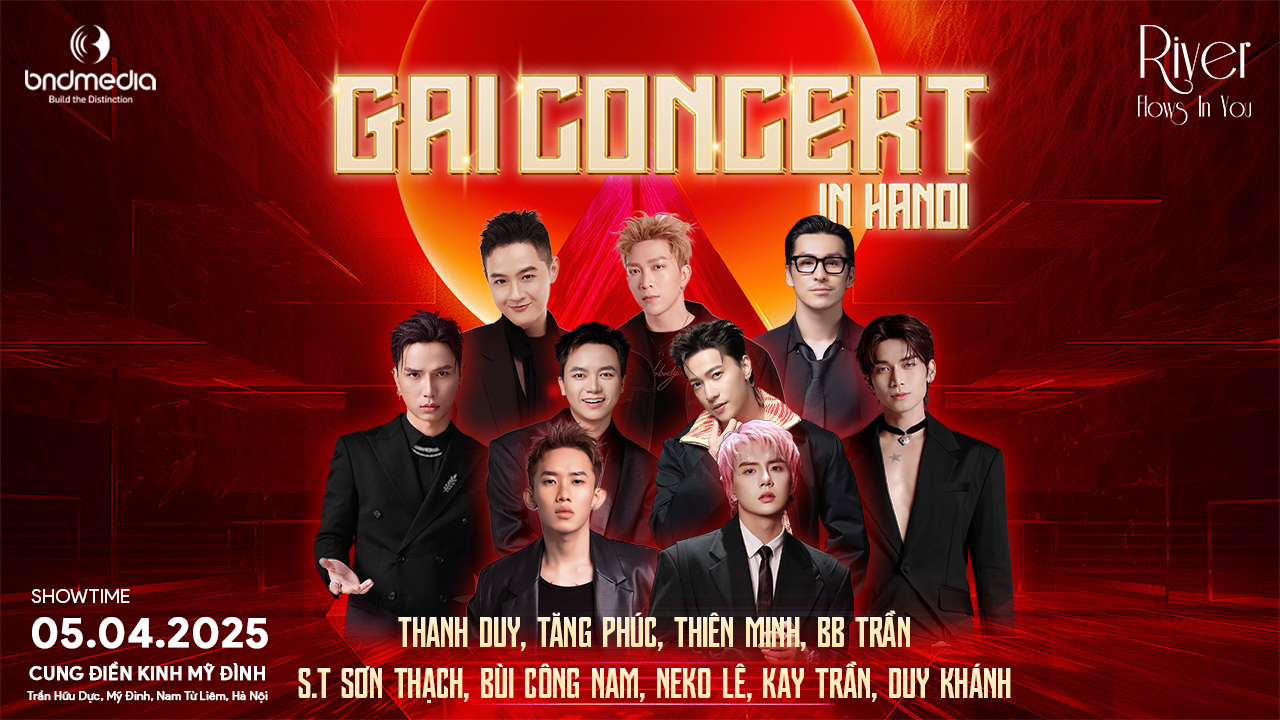 bndmedia
Build the Distinction
River
Flows In You
GAI CONCERT
IN HANOI
SHOWTIME
05.04.2025
CUNG ĐIỀN KINH MỸ ĐÌNH
Trần Hữu Dực, Mỹ Đình, Nam Từ Liêm, Hà Nội
THANH DUY, TĂNG PHÚC, THIÊN MINH, BB TRẦN
S.T SƠN THẠCH, BÙI CÔNG NAM, NEKO LÊ, KAY TRẦN, DUY KHÁNH